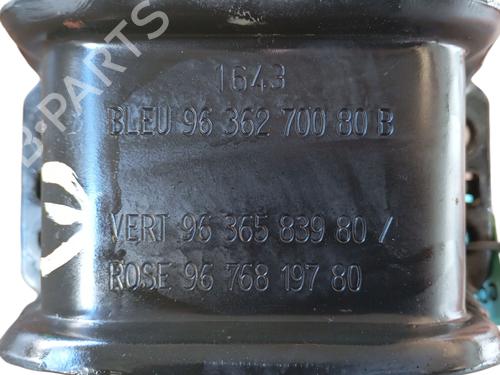 1643
BLEU 96 362 700 80 B
VERT 96 365 839 80 /
ROSE 96 768 197 80
B-PARTS